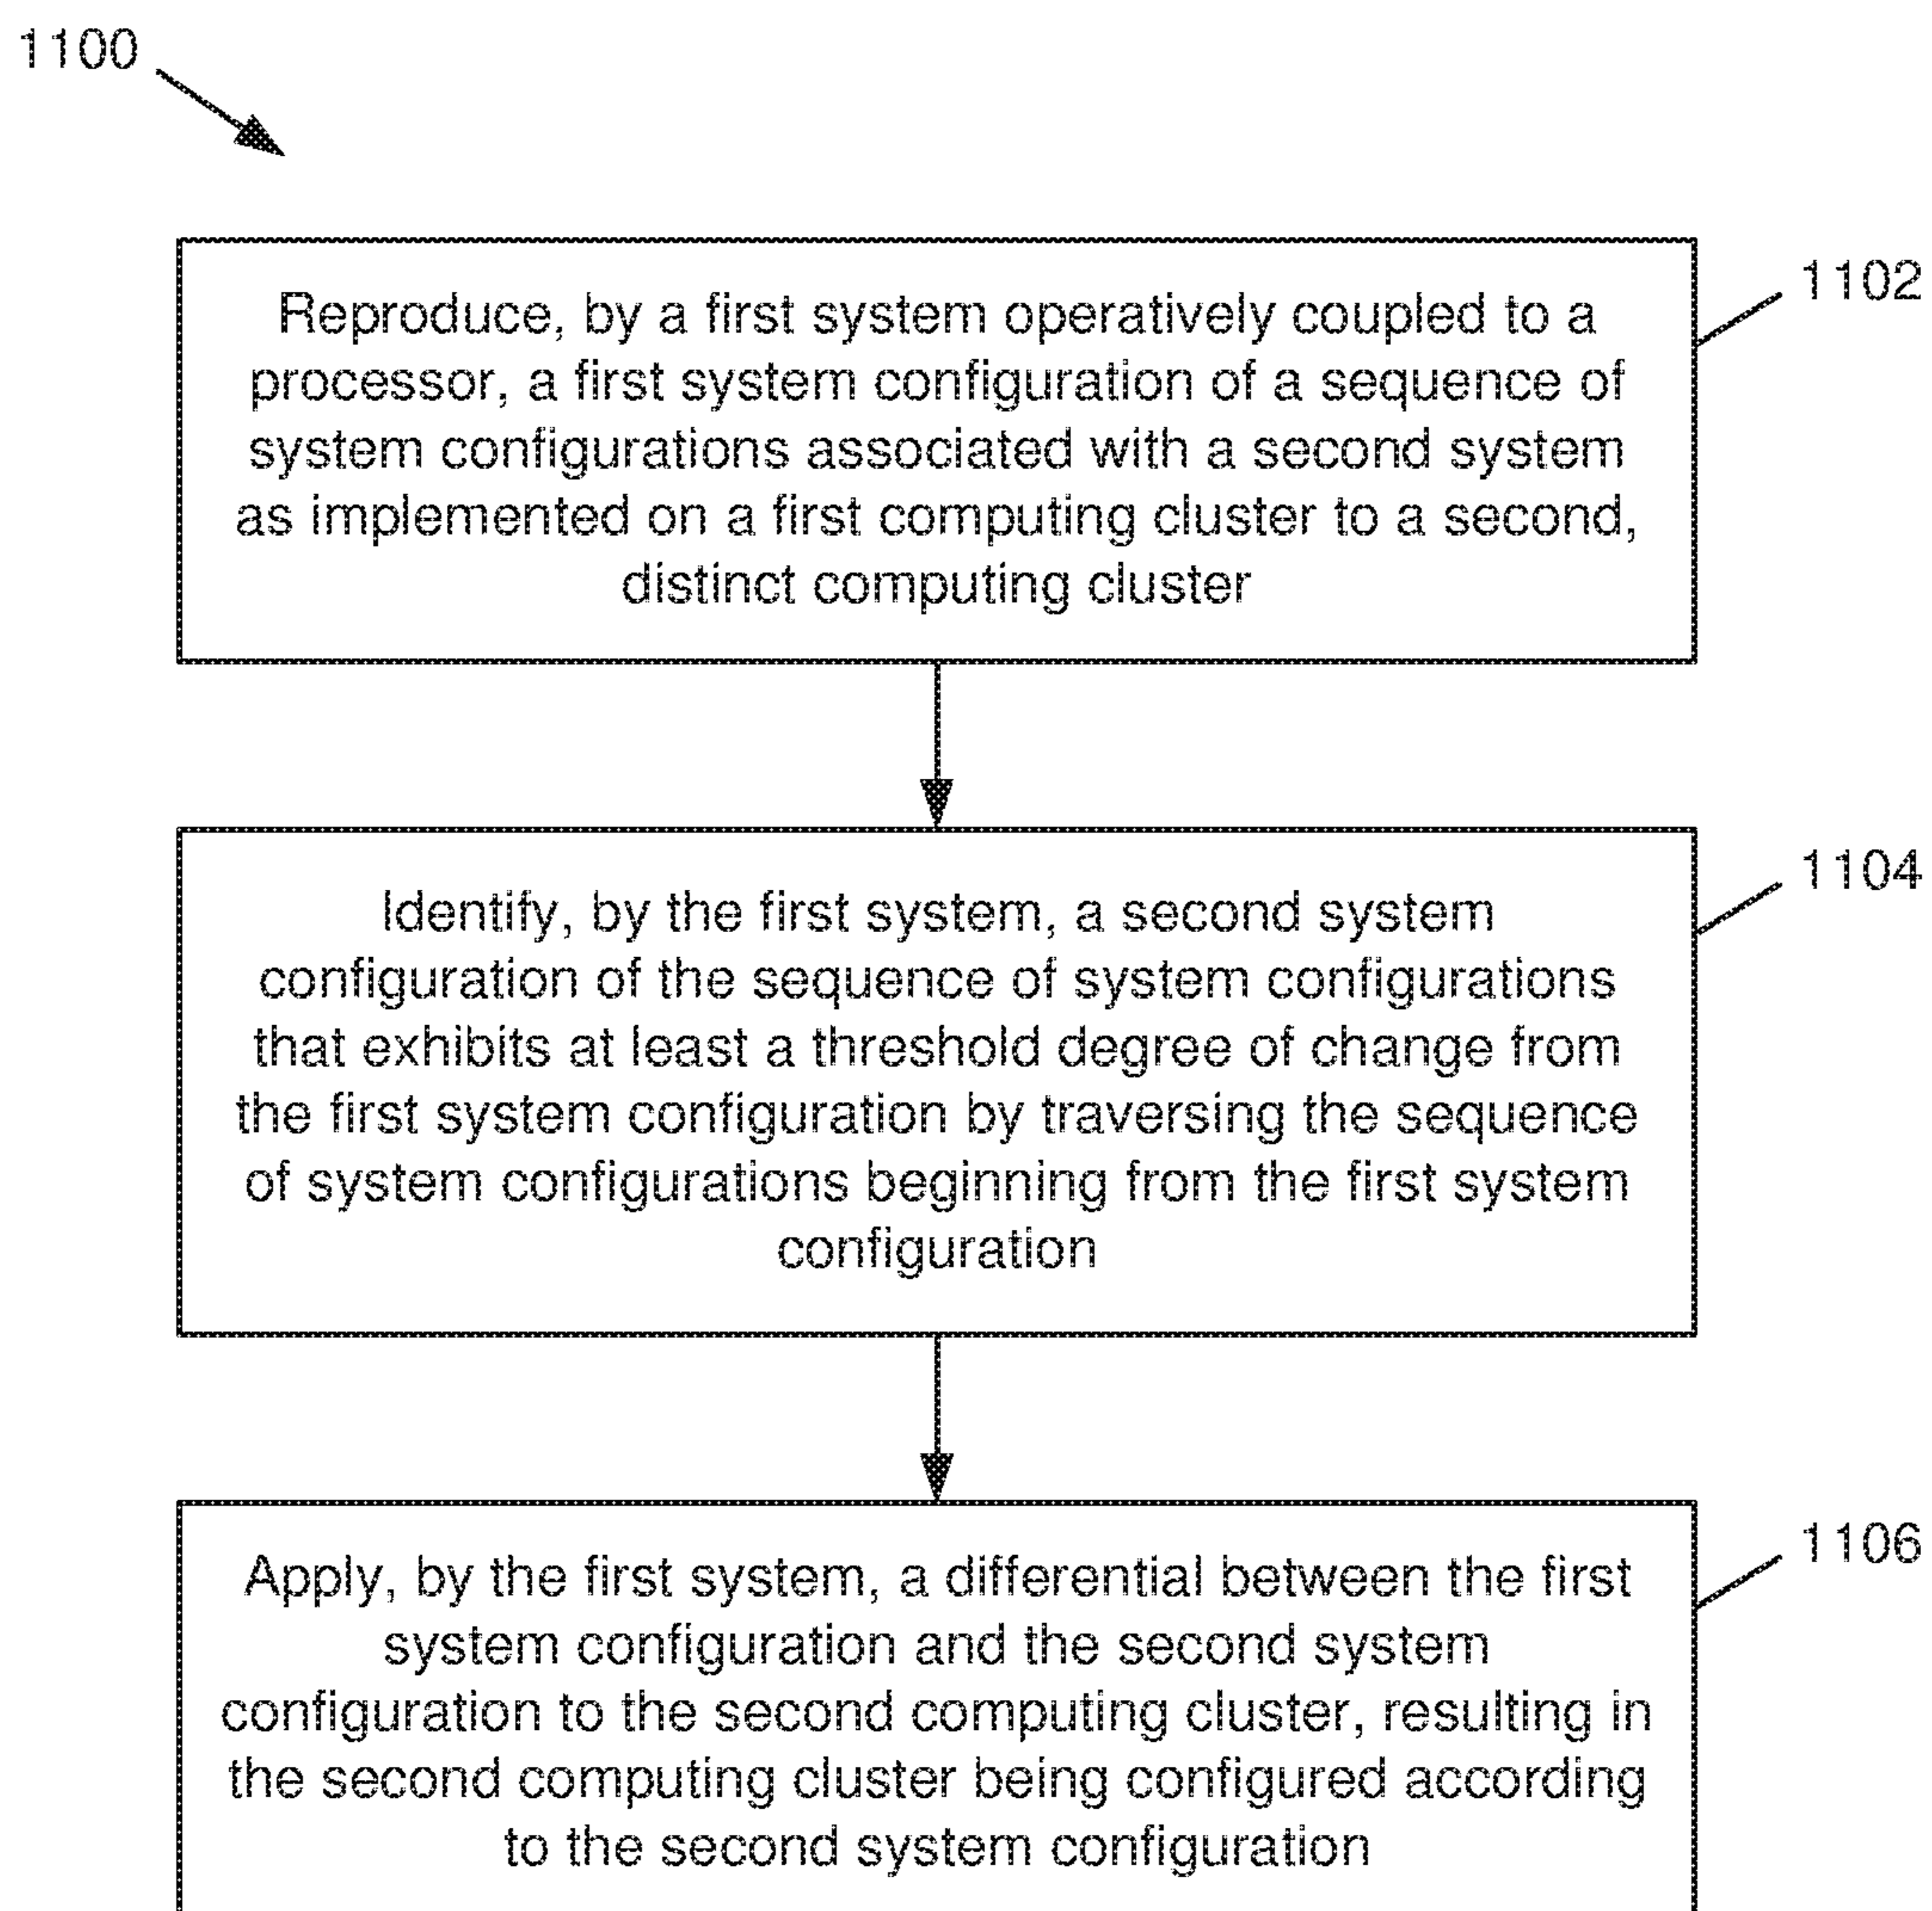 1100
1102
Reproduce, by a first system operatively coupled to a
processor, a first system configuration of a sequence of
system configurations associated with a second system
as implemented on a first computing cluster to a second,
distinct computing cluster
1104
Identify, by the first system, a second system
configuration of the sequence of system configurations
that exhibits at least a threshold degree of change from
the first system configuration by traversing the sequence
of system configurations beginning from the first system
configuration
1106
Apply, by the first system, a differential between the first
system configuration and the second system
configuration to the second computing cluster, resulting in
the second computing cluster being configured according
to the second system configuration